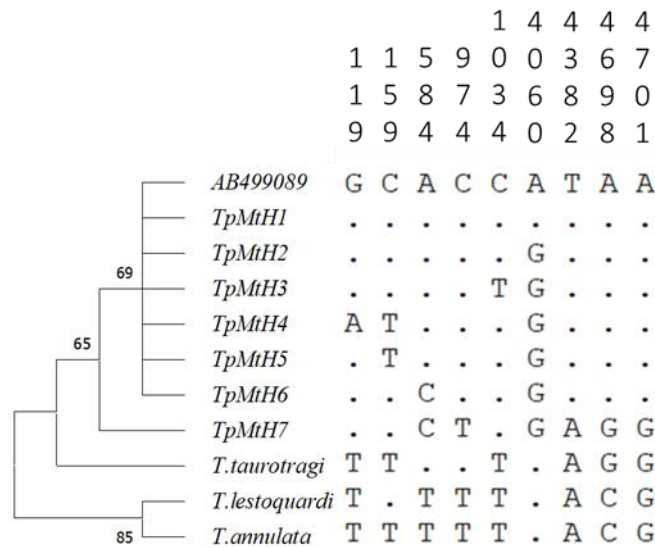 1 4 4 4 4
1 1 5 9 0 0 3 6 7
1 5 8 7 3 6 8 9 0
9 9 4 4 4 0 2 8 1
AB499089 G C A C C A T A A
TpMtH1 . . . . . . . . .
TpMtH2 . . . . . G . . .
69
TpMtH3 . . . . T G . . .
TpMtH4 A T . . . G . . .
65
TpMtH5 . T . . . G . . .
TpMtH6 . . C . . G . . .
TpMtH7 . . C T . G A G G
T.taurotragi T T . . T . A G G
T.lestoquardi T . T T T . A C G
85 T.annulata T T T T T . A C G